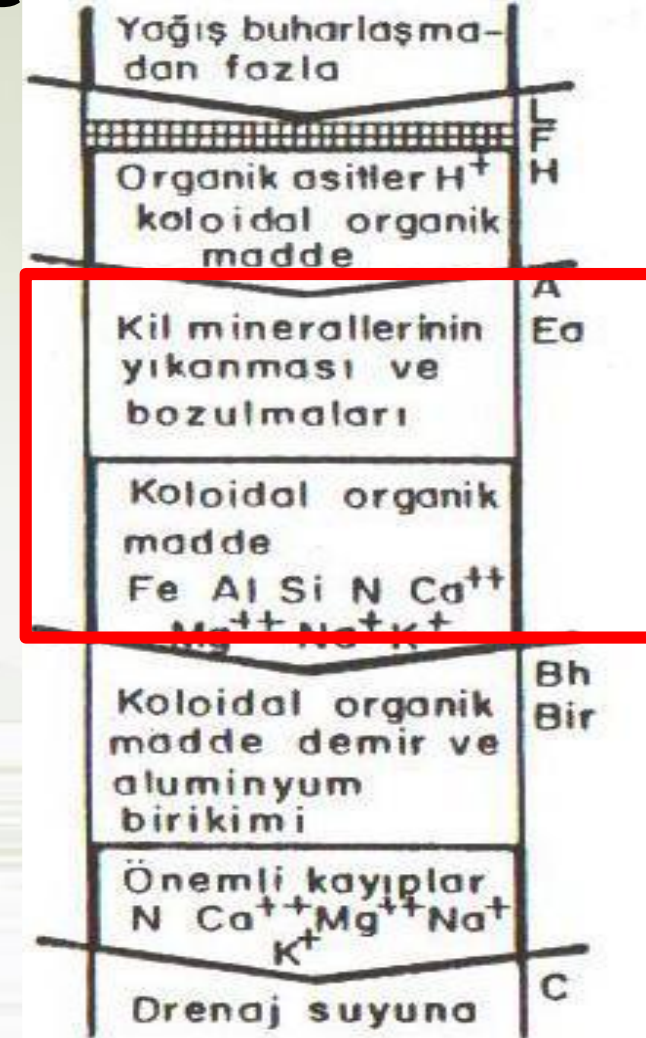 Yağış buharlaşma-
dan fazla
L
F
H
Organik asitler H⁺
koloidal organik
madde
A
Ea
Kil minerallerinin
yıkanması ve
bozulmaları
Koloidal organik
madde
Fe Al Si N Ca⁺⁺
Mg⁺⁺ Na⁺ K⁺
Bh
Bir
Koloidal organik
madde demir ve
aluminyum
birikimi
Önemli kayıplar
N Ca⁺⁺Mg⁺⁺Na⁺
K⁺
C
Drenaj suyuna